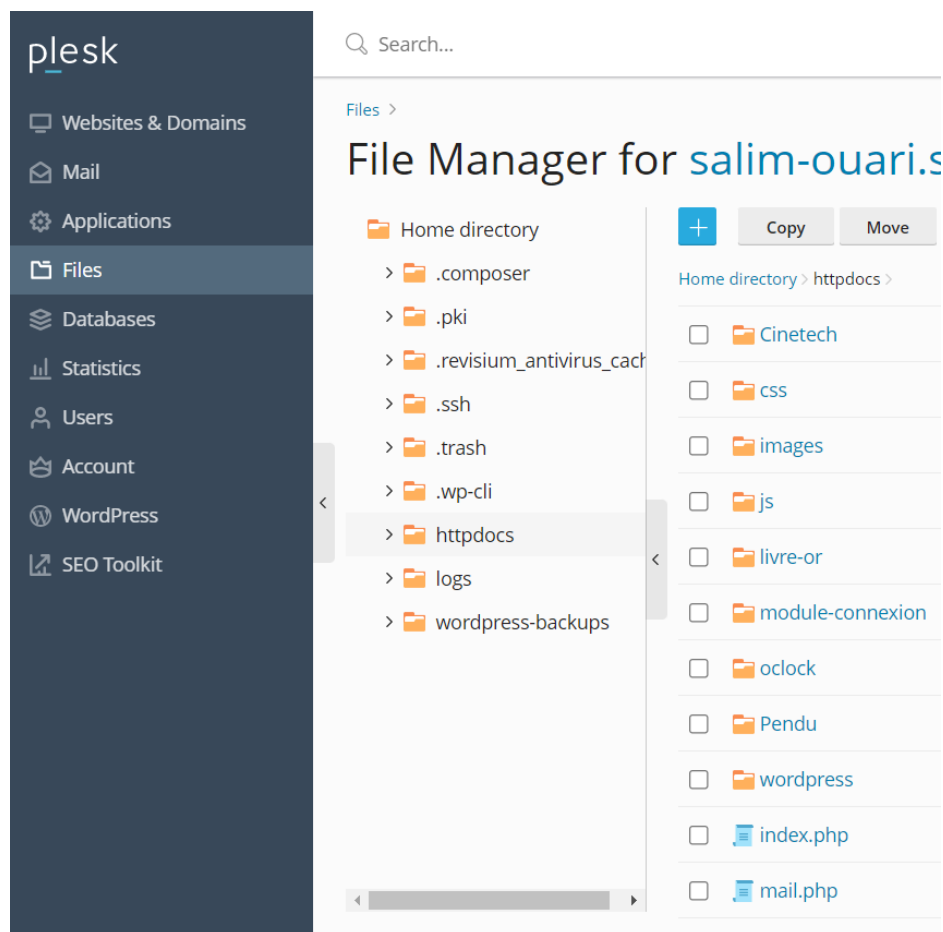 plesk
Websites & Domains
Mail
Applications
Files
Databases
Statistics
Users
Account
WordPress
SEO Toolkit
Search...
Files >
File Manager for salim-ouari.s
Home directory
.composer
.pki
.revisium_antivirus_cach
.ssh
.trash
.wp-cli
httpdocs
logs
wordpress-backups
Copy Move
Home directory > httpdocs >
Cinetech
css
images
js
livre-or
module-connexion
oclock
Pendu
wordpress
index.php
mail.php